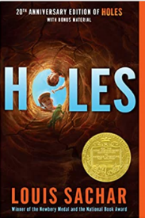 20TH ANNIVERSARY EDITION OF HOLES
WITH BONUS MATERIAL
HOLES
LOUIS SACHAR
Winner of the Newbery Medal and the National Book Award